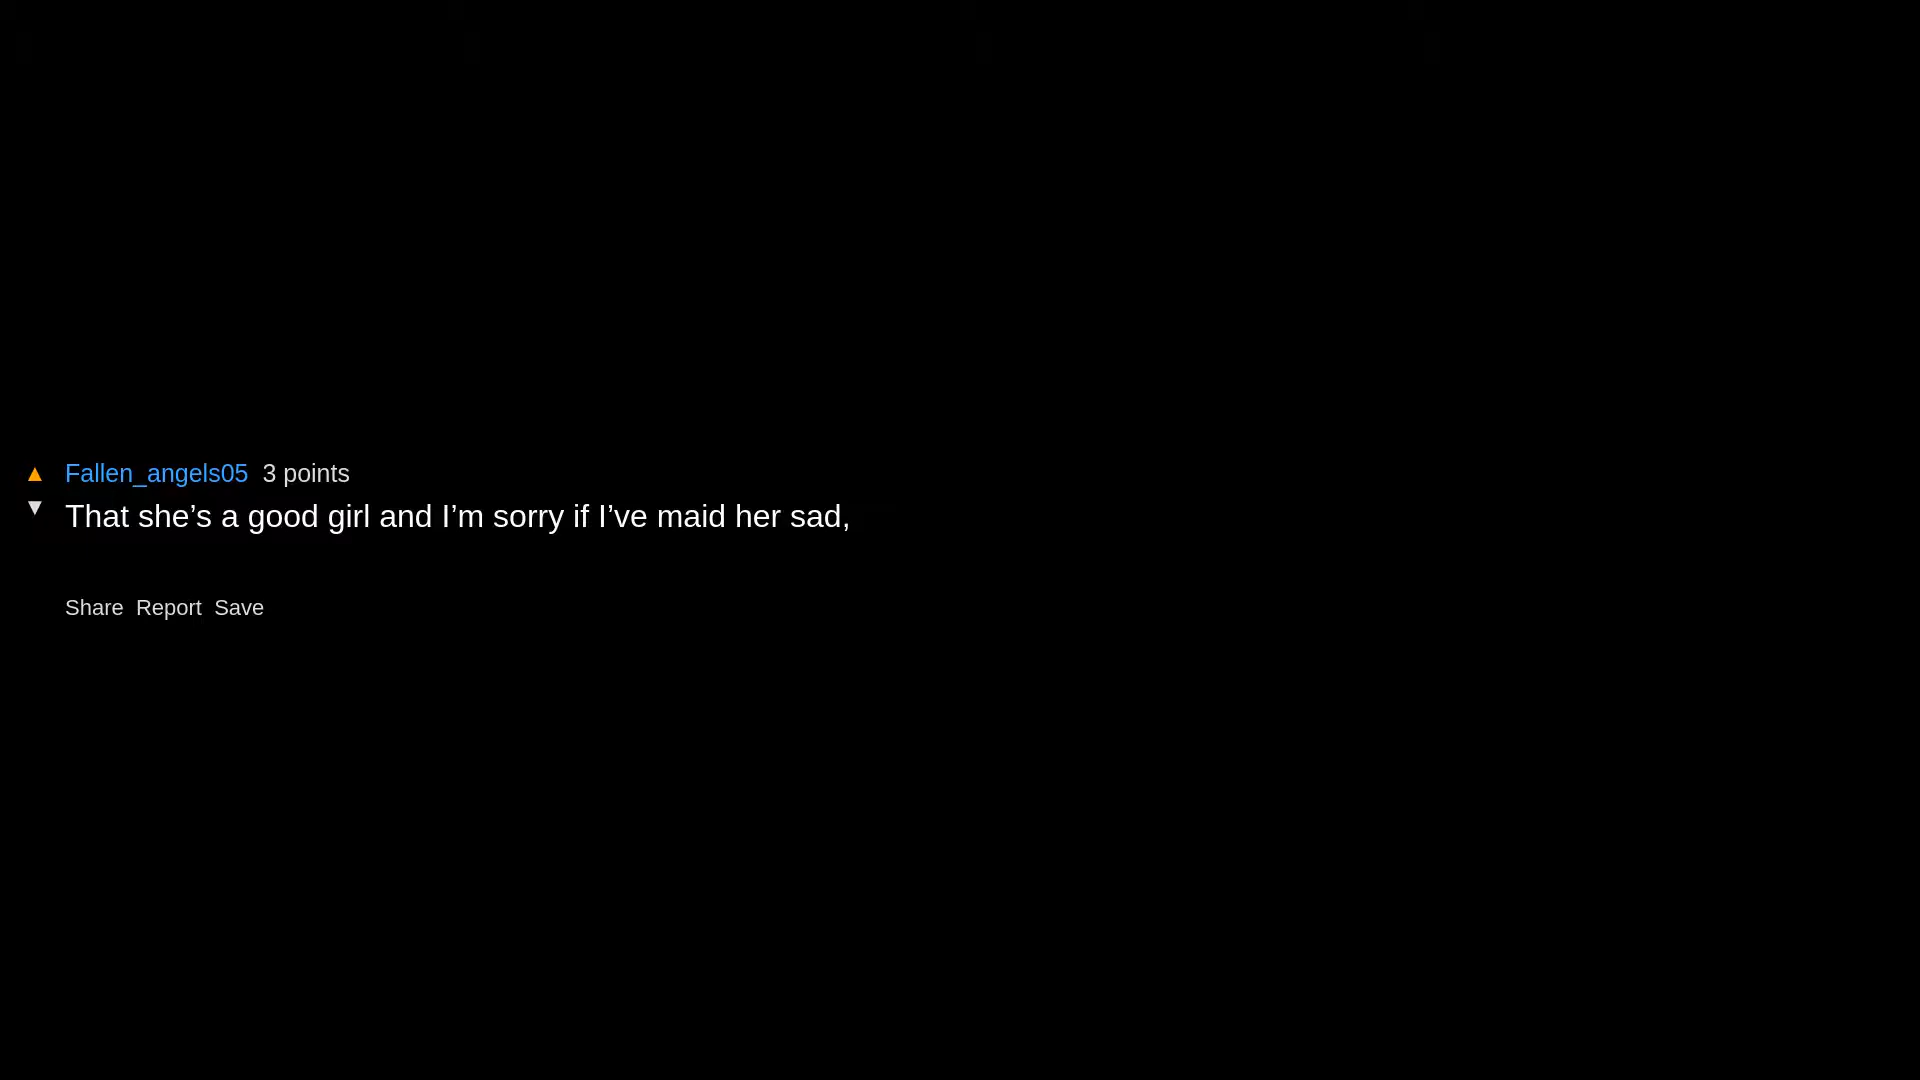 ▲ Fallen_angels05 3 points
▼ That she’s a good girl and I’m sorry if I’ve maid her sad,
Share Report Save